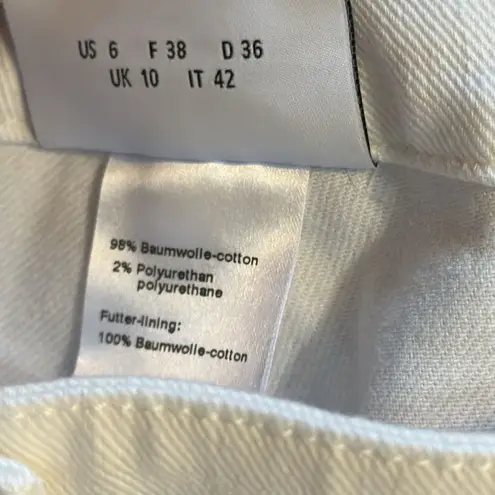 US 6 F 38 D 36
UK 10 IT 42
98% Baumwolle-cotton
2% Polyurethan
polyurethane
Futter-lining:
100% Baumwolle-cotton